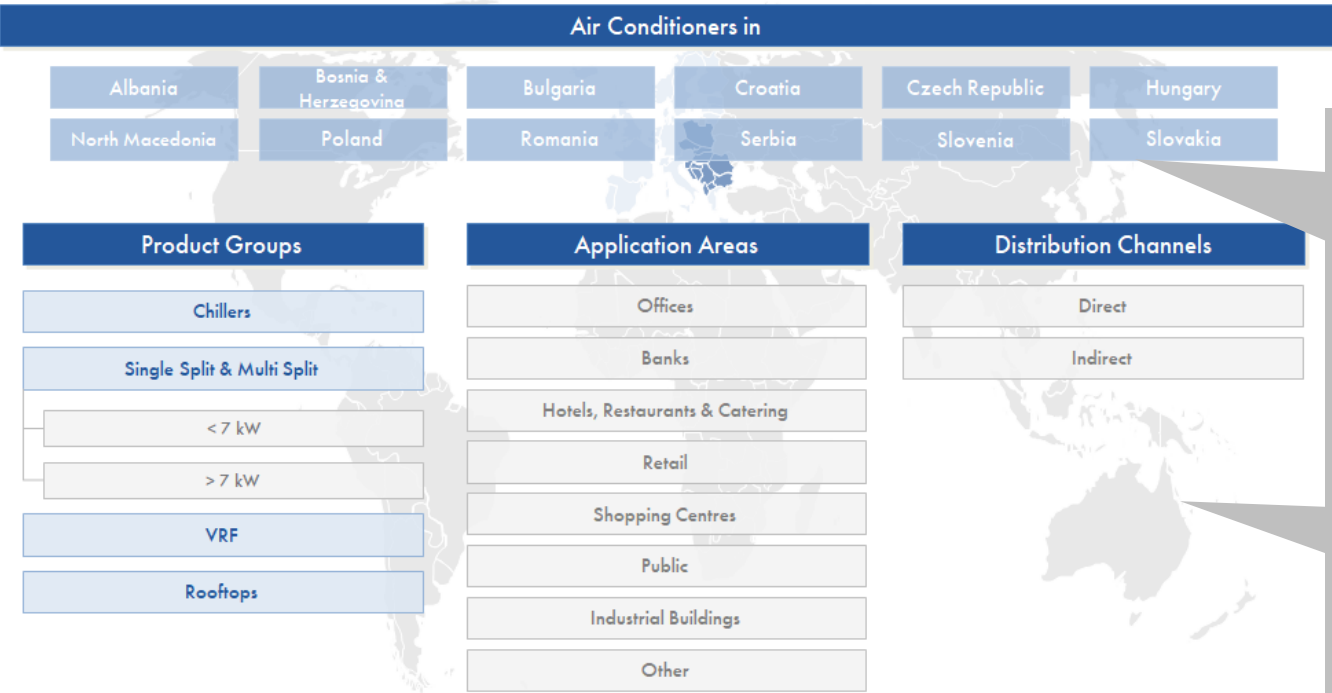 Air Conditioners in
Albania
Bosnia &
Herzegovina
Bulgaria
Croatia
Czech Republic
Hungary
North Macedonia
Poland
Romania
Serbia
Slovenia
Slovakia
Product Groups
Chillers
Single Split & Multi Split
< 7 kW
> 7 kW
VRF
Rooftops
Application Areas
Offices
Banks
Hotels, Restaurants & Catering
Retail
Shopping Centres
Public
Industrial Buildings
Other
Distribution Channels
Direct
Indirect